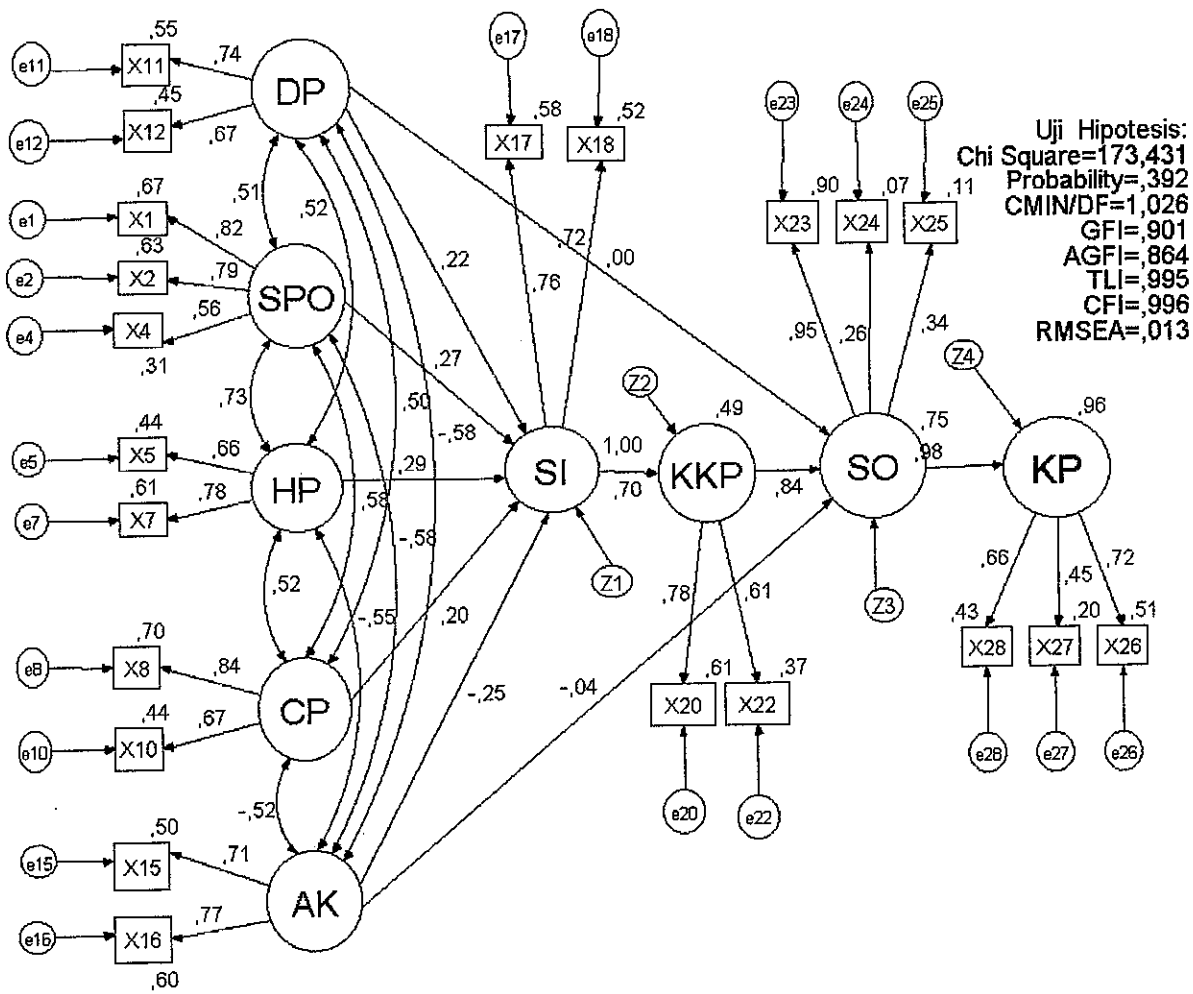 Uji Hipotesis:
Chi Square=173,431
Probability=,392
CMIN/DF=1,026
GFI=,901
AGFI=,864
TLI=,995
CFI=,996
RMSEA=,013
e11
,55
X11
,74
DP
e12
,45
X12
,67
e1
,67
X1
,82
e2
,63
X2
,79
SPO
e4
X4
,56
,31
e5
,44
X5
,66
HP
e7
,61
X7
,78
e8
,70
X8
,84
CP
e10
,44
X10
,67
e15
,50
X15
,71
AK
e16
X16
,77
,60
,51
,52
,73
,50
-,58
,58
-,58
,52
-,55
-,52
,22
,27
,29
,20
-,25
,72
,00
-,04
e17
e18
X17
,58
X18
,52
,76
SI
1,00
,70
Z1
Z2
,49
KKP
,84
,78
,61
X20
,61
X22
,37
e20
e22
e23
e24
e25
X23
,90
X24
,07
X25
,11
,95
,26
,34
SO
,75
,98
Z3
Z4
,96
KP
,66
,45
,72
,43
X28
,20
X27
,51
X26
e28
e27
e26